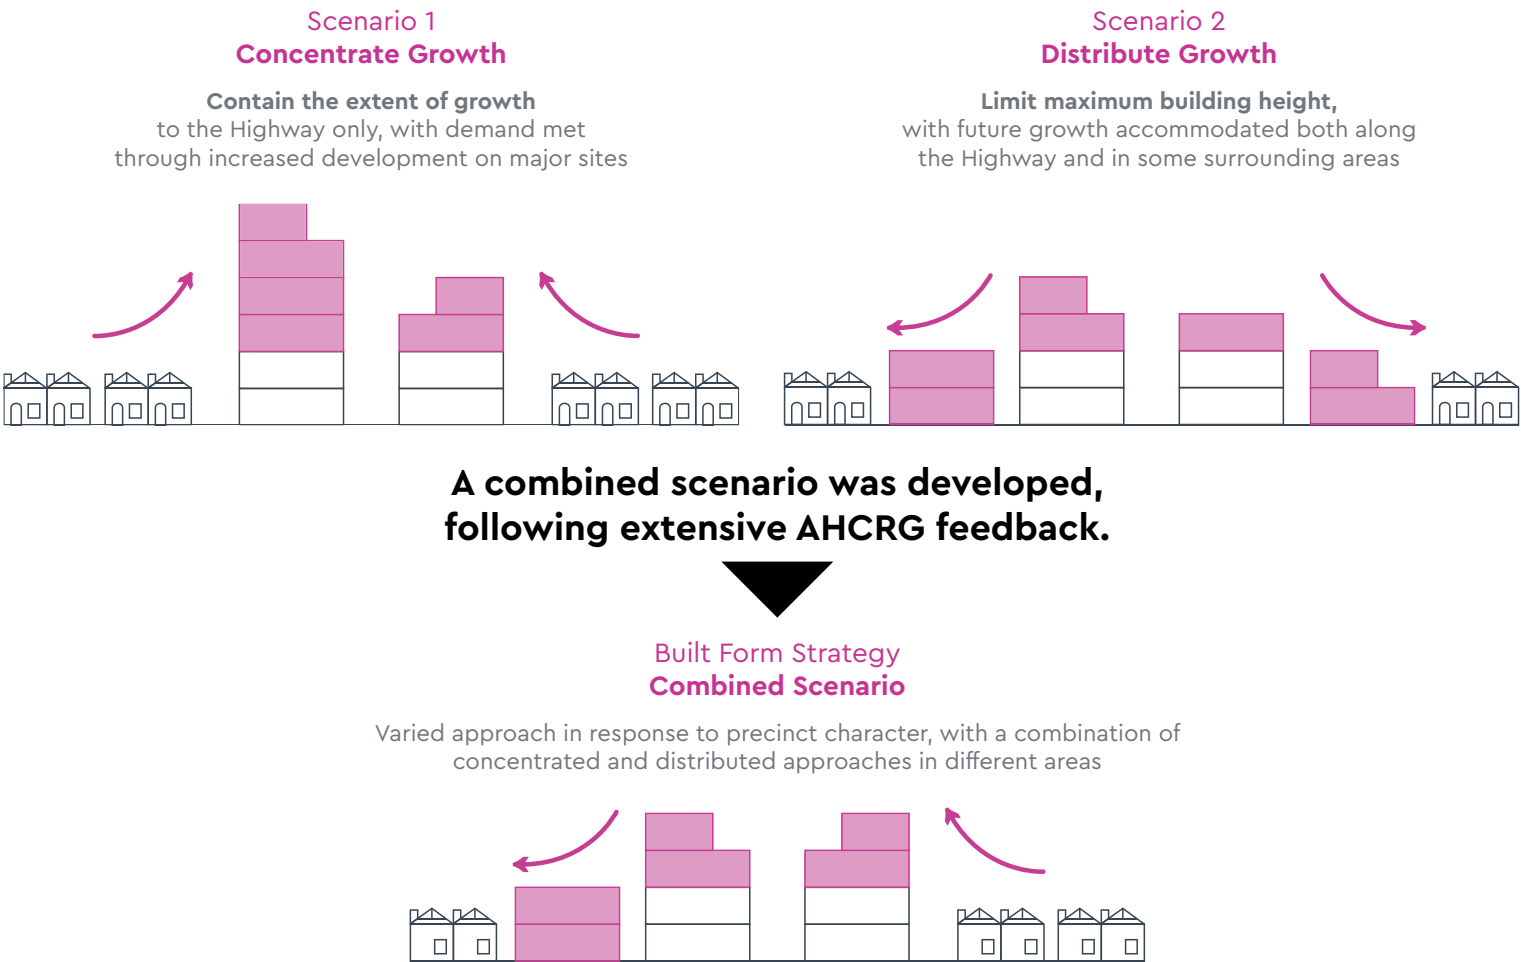 Scenario 1
Concentrate Growth
Contain the extent of growth
to the Highway only, with demand met
through increased development on major sites
Scenario 2
Distribute Growth
Limit maximum building height,
with future growth accommodated both along
the Highway and in some surrounding areas
A combined scenario was developed,
following extensive AHCRG feedback.
Built Form Strategy
Combined Scenario
Varied approach in response to precinct character, with a combination of
concentrated and distributed approaches in different areas